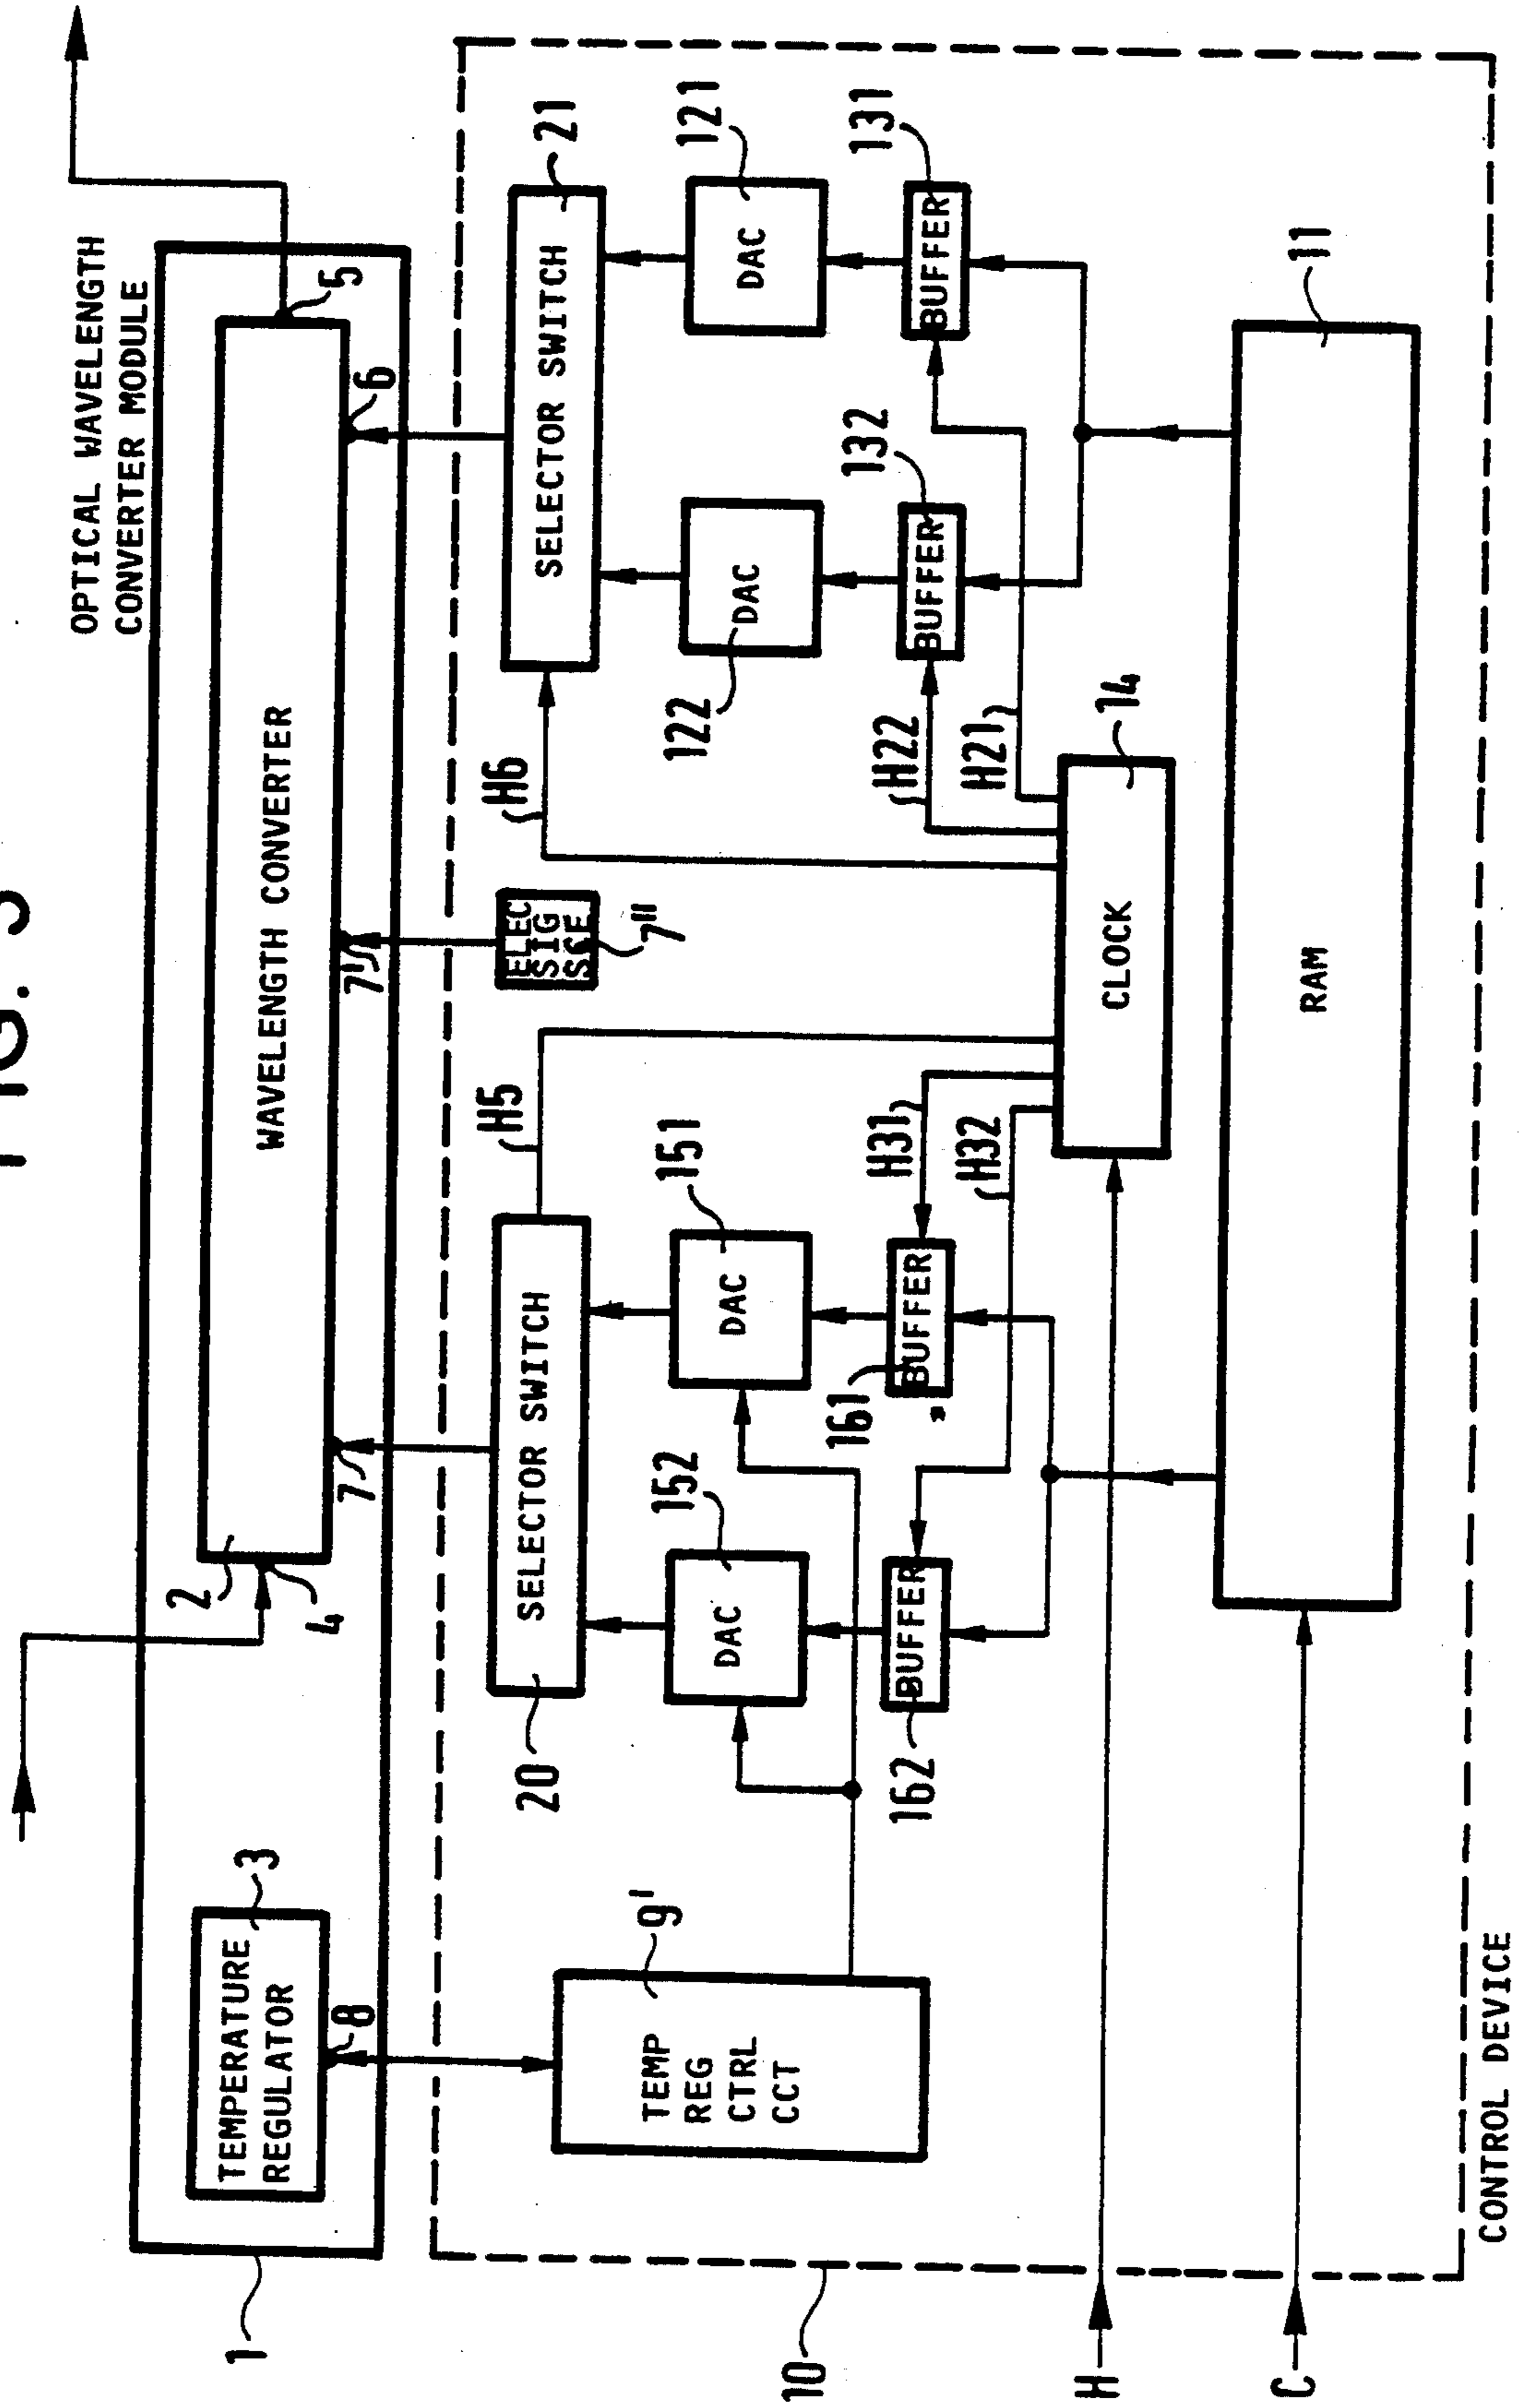 FIG. 3
OPTICAL WAVELENGTH
CONVERTER MODULE
1
TEMPERATURE
REGULATOR
3
8
2
4
WAVELENGTH CONVERTER
5
7
7'
6
TEMP
REG
CTRL
CCT
9'
20
SELECTOR SWITCH
H5
ELEC
SIG
SCE
7"
H6
SELECTOR SWITCH
21
152
DAC
151
DAC
122
DAC
121
DAC
162
BUFFER
161
BUFFER
H31
H32
H22
H21
132
BUFFER
131
BUFFER
CLOCK
14
RAM
11
10
H
C
CONTROL DEVICE